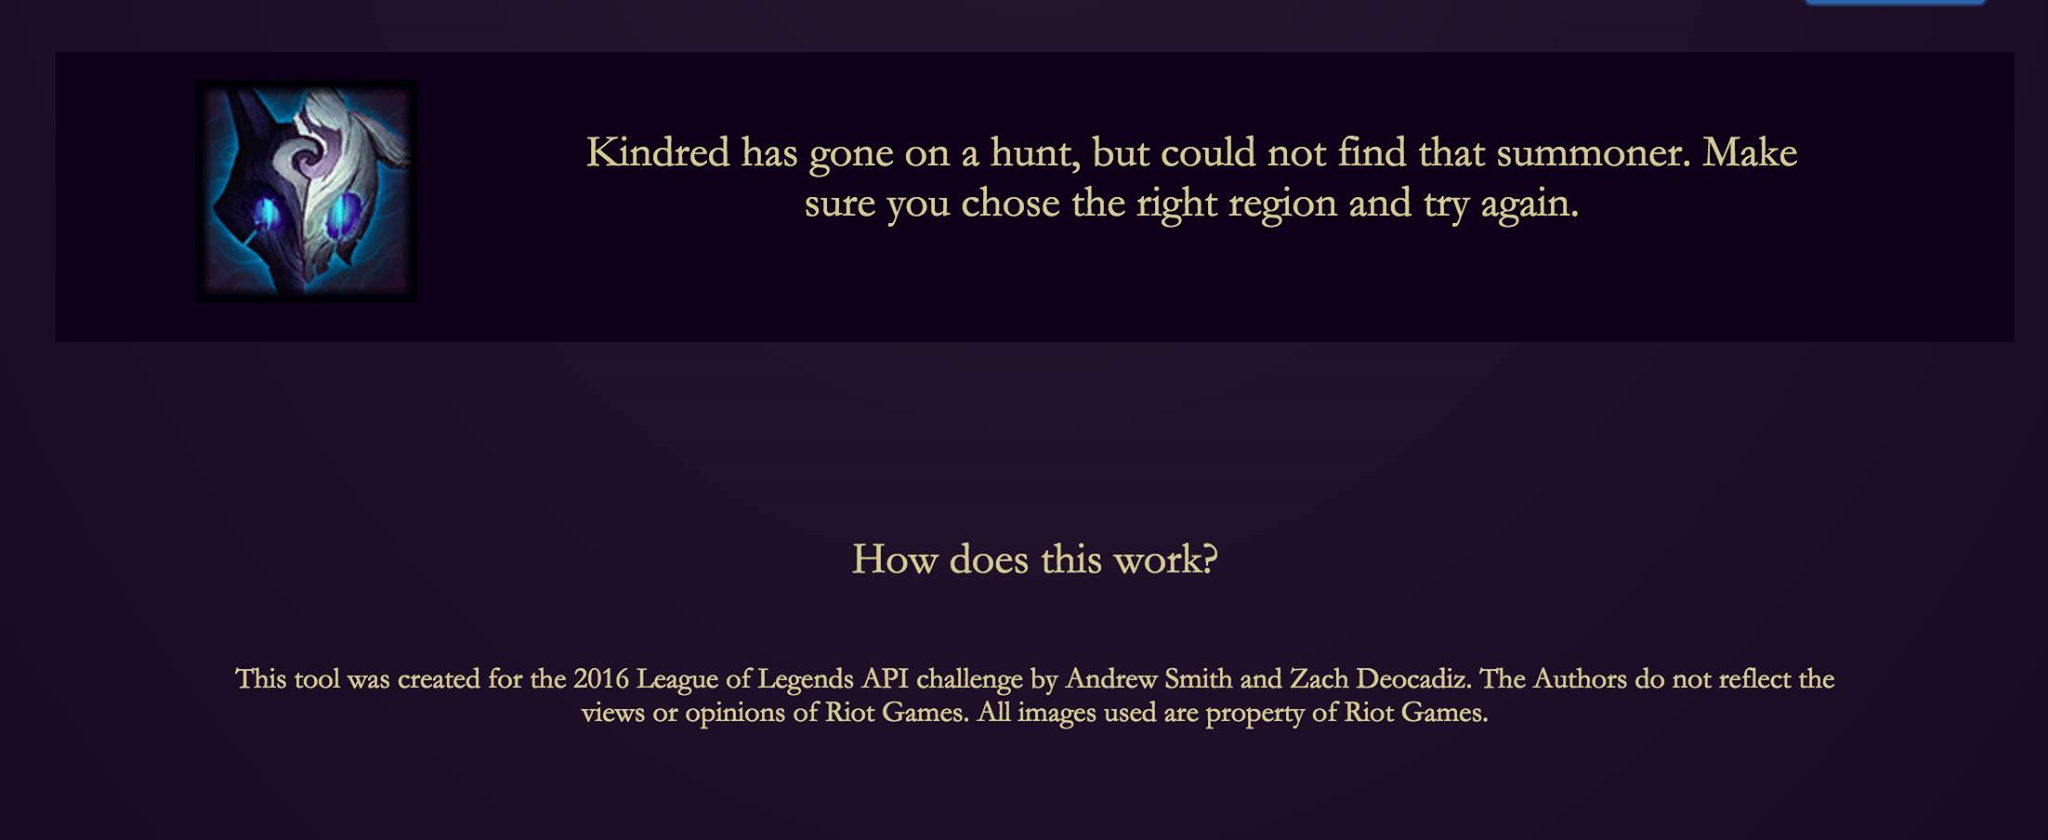 Kindred has gone on a hunt, but could not find that summoner. Make
sure you chose the right region and try again.
How does this work?
This tool was created for the 2016 League of Legends API challenge by Andrew Smith and Zach Deocadiz. The Authors do not reflect the
views or opinions of Riot Games. All images used are property of Riot Games.